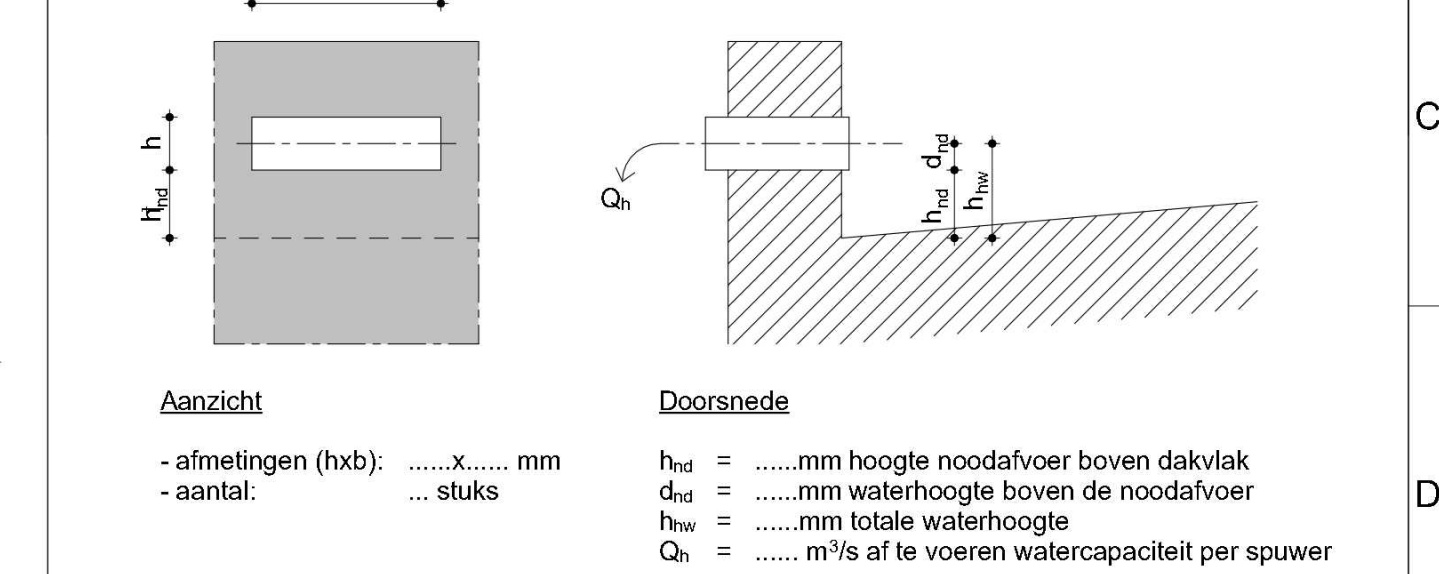 h
hnd
Qh
dnd
hnd
hhw
C
Aanzicht
- afmetingen (hxb): ......x...... mm
- aantal: ... stuks
Doorsnede
hnd = ......mm hoogte noodafvoer boven dakvlak
dnd = ......mm waterhoogte boven de noodafvoer
hhw = ......mm totale waterhoogte
Qh = ...... m³/s af te voeren watercapaciteit per spuwer
D